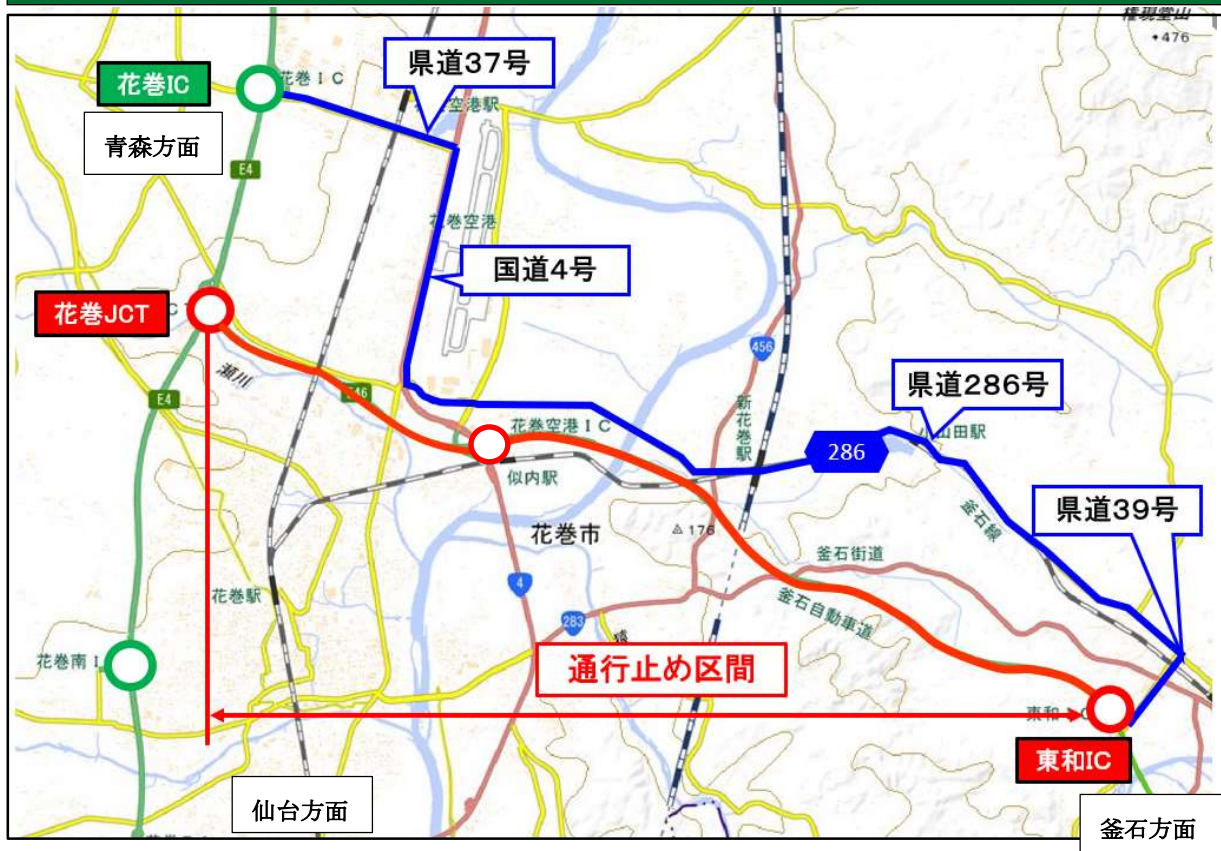 権現堂山
・476
県道37号
花巻IC
花巻IC
空港駅
青森方面
E4
花巻空港
国道4号
花巻JCT
瀬川
E46
456
県道286号
E4
新花巻駅
花巻空港IC
小山田駅
286
似内駅
県道39号
花巻市
176
釜石線
釜石街道
4
花巻駅
釜石自動車道
283
花巻南I
通行止め区間
東和
東和IC
仙台方面
釜石方面